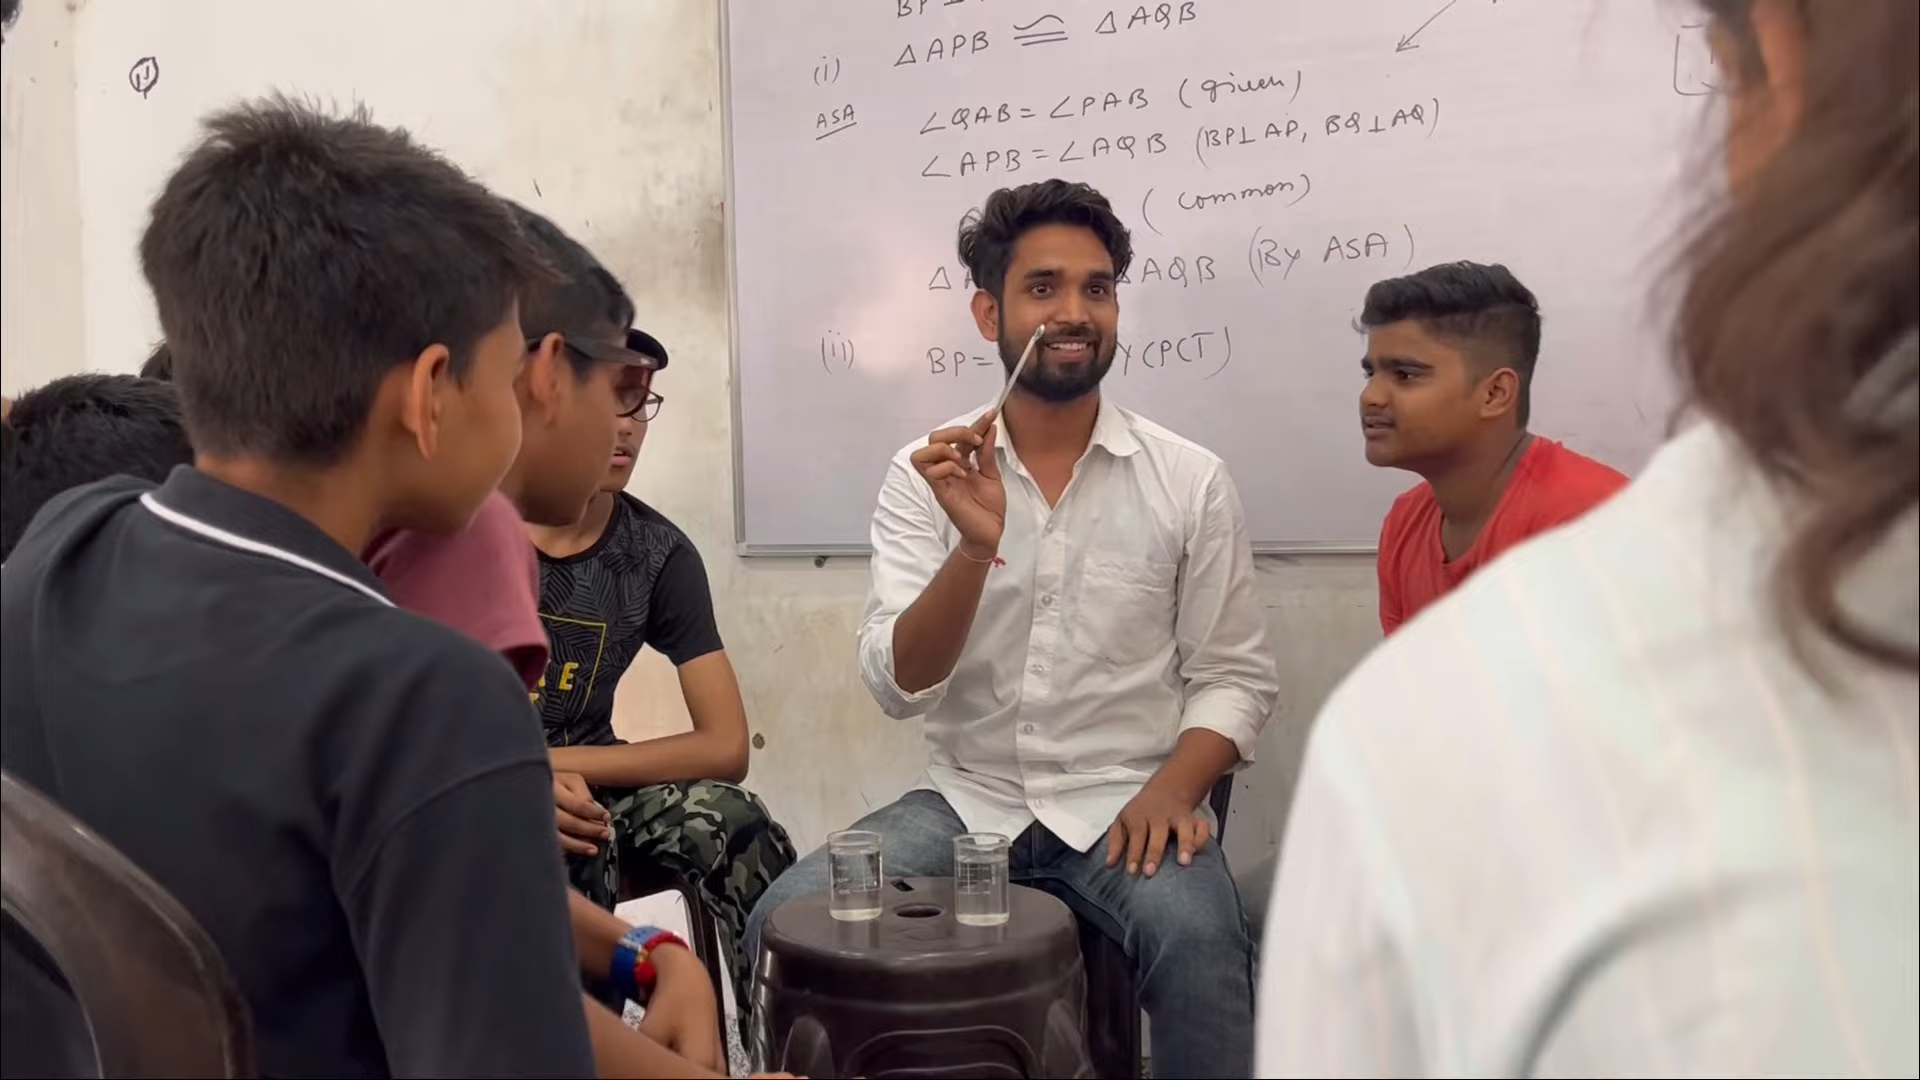 BP ⊥
(i) △APB ≅ △AQB
ASA ∠QAB = ∠PAB (given)
∠APB = ∠AQB (BP⊥AP, BQ⊥AQ)
(common)
△A AQB (By ASA)
(ii) BP= Y CPCT)
E